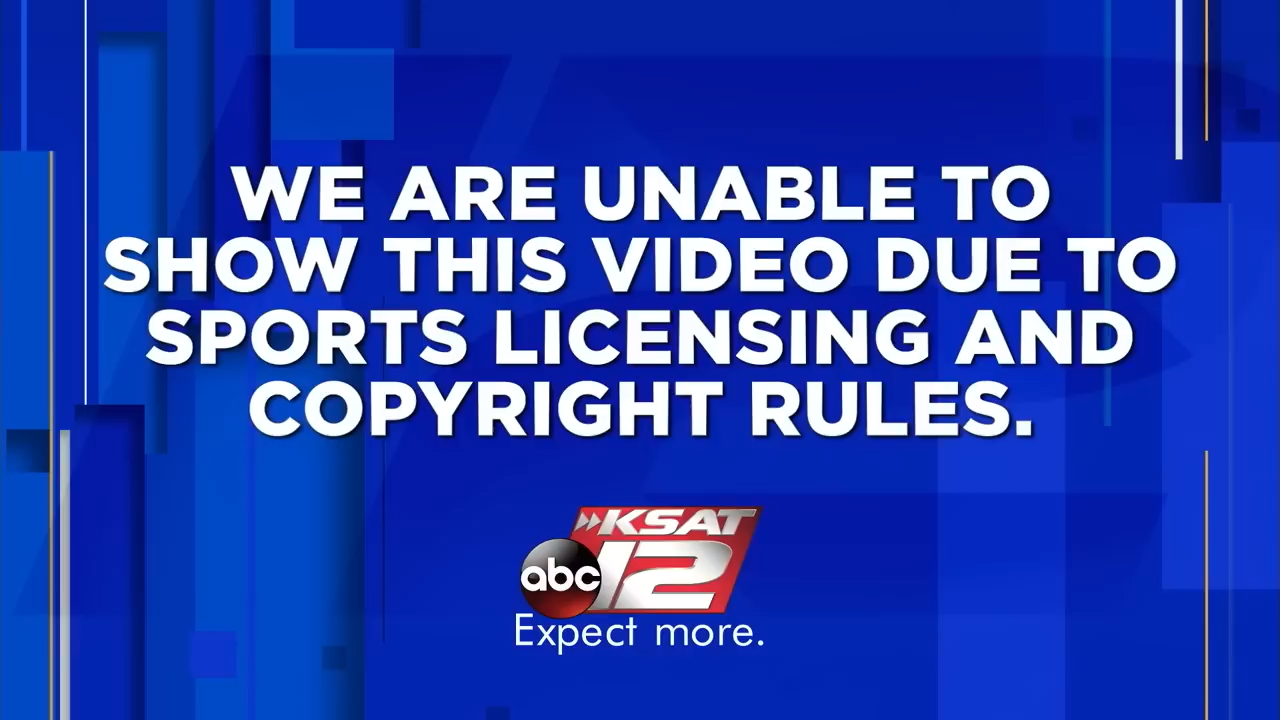 WE ARE UNABLE TO
SHOW THIS VIDEO DUE TO
SPORTS LICENSING AND
COPYRIGHT RULES.
KSAT
abc 12
Expect more.